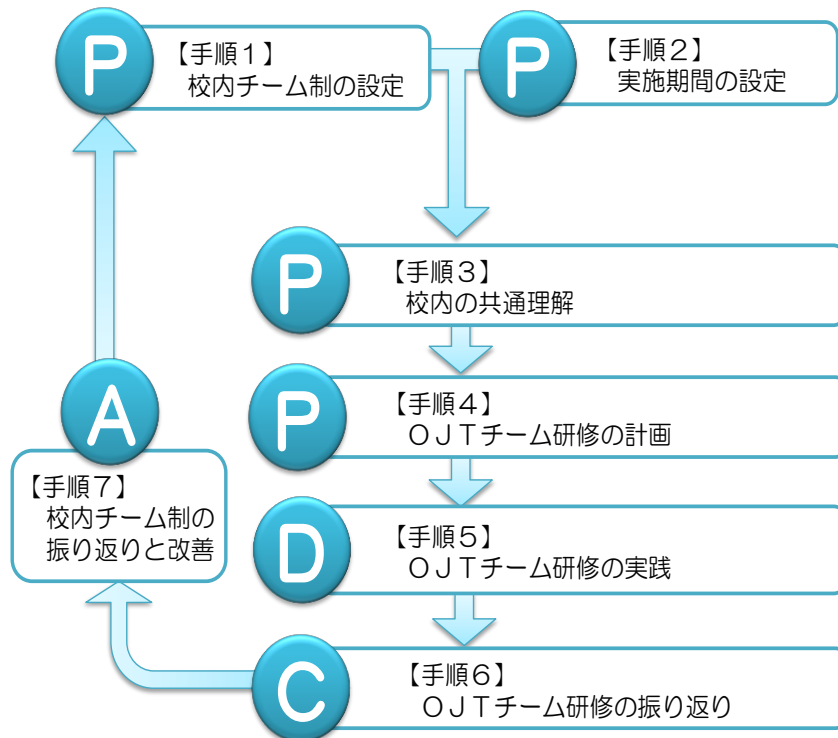 P
【手順１】
校内チーム制の設定
P
【手順２】
実施期間の設定
P
【手順３】
校内の共通理解
P
【手順４】
ＯＪＴチーム研修の計画
D
【手順５】
ＯＪＴチーム研修の実践
C
【手順６】
ＯＪＴチーム研修の振り返り
A
【手順７】
校内チーム制の
振り返りと改善